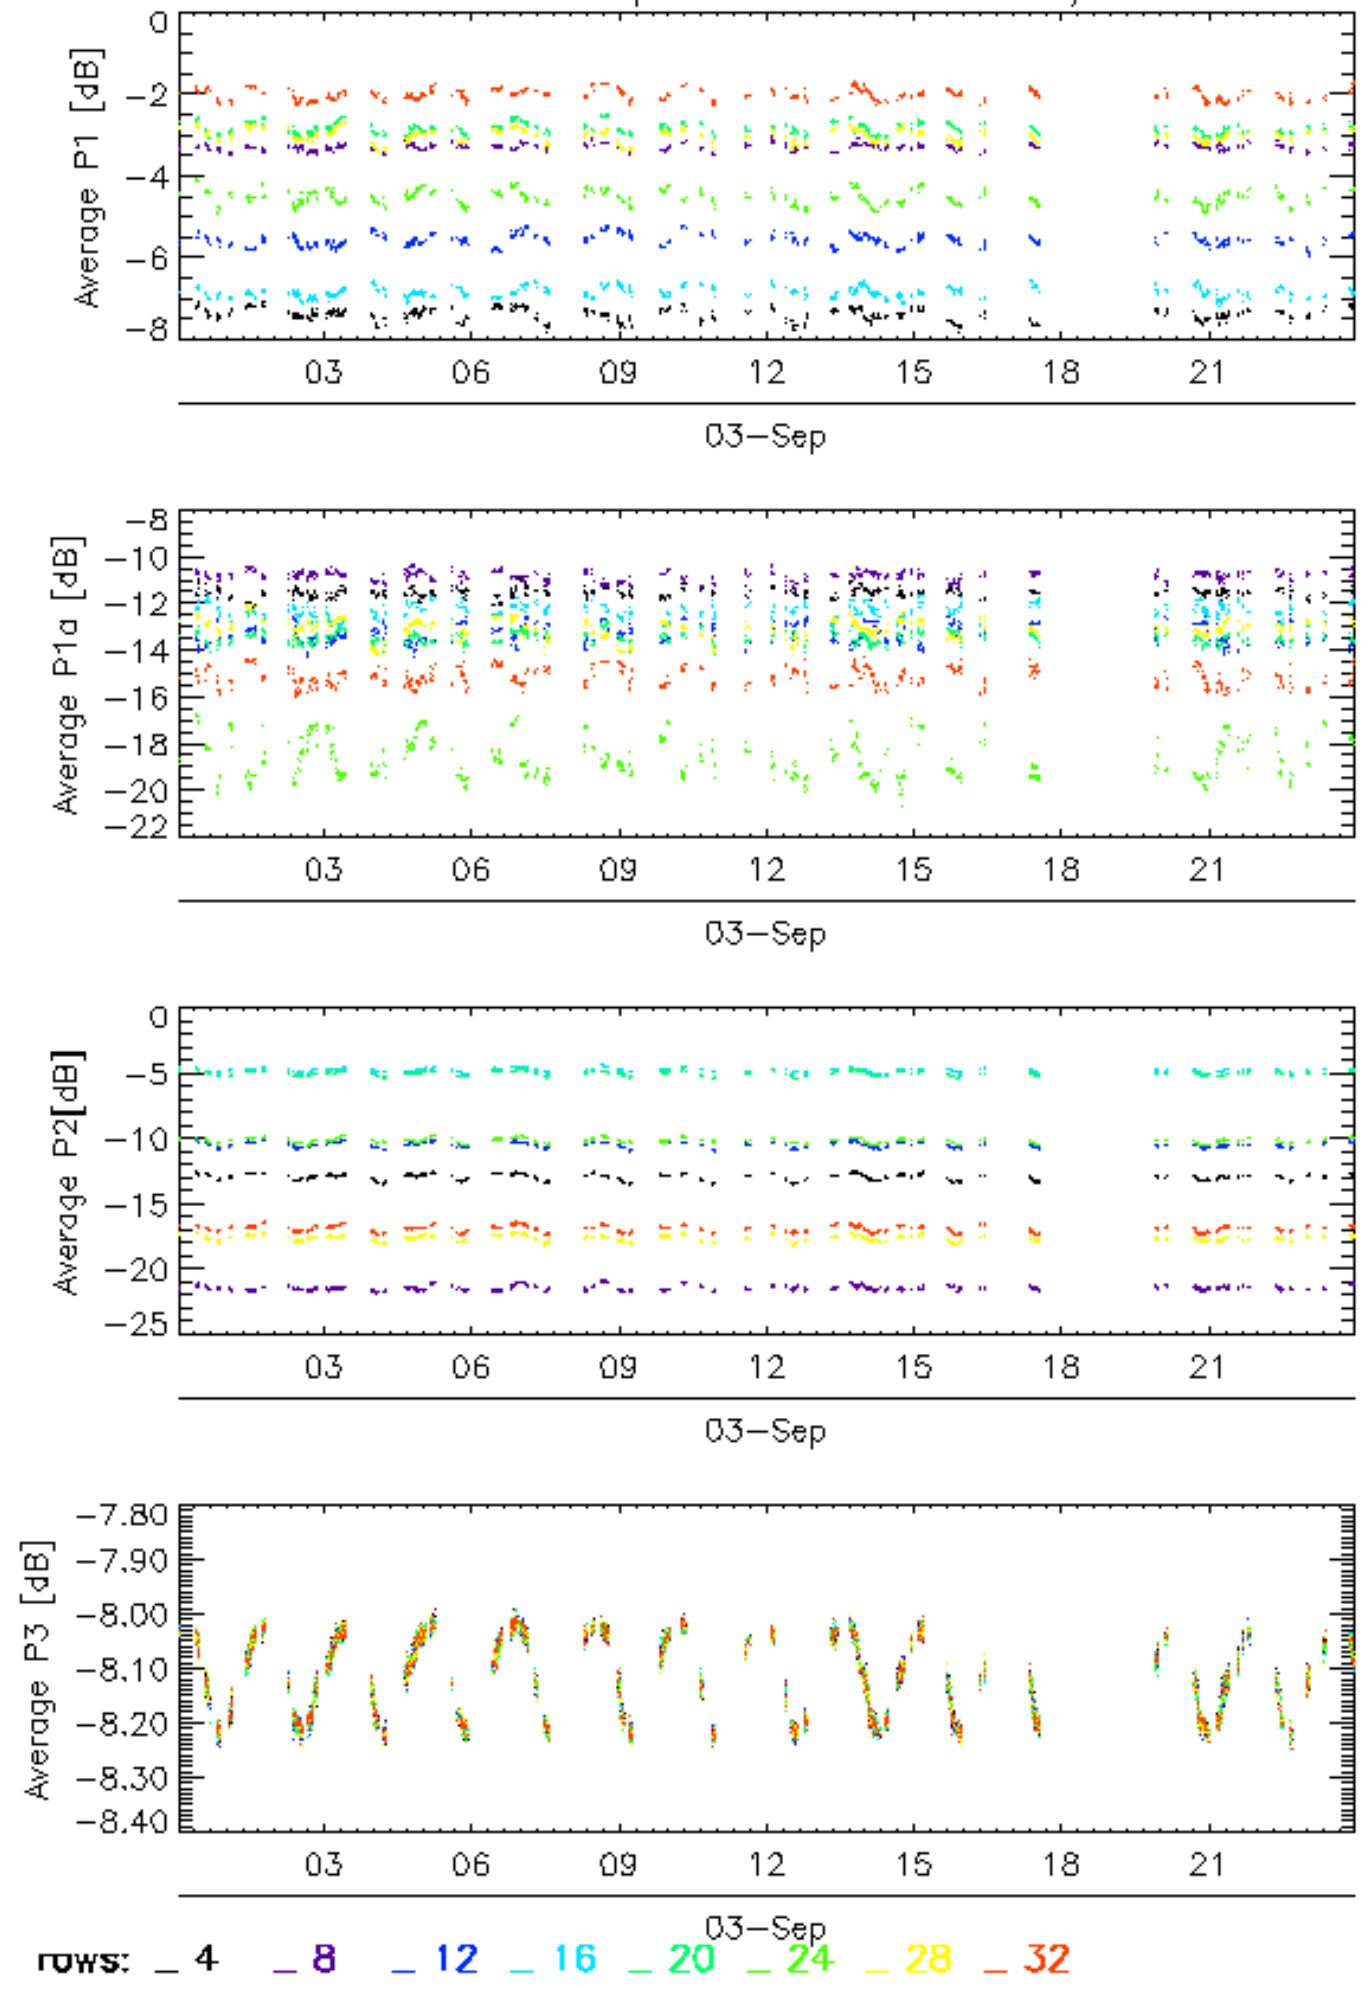 Average P1 [dB]
0
-2
-4
-6
-8
03 06 09 12 15 18 21
03-Sep
Average P1a [dB]
-8
-10
-12
-14
-16
-18
-20
-22
03 06 09 12 15 18 21
03-Sep
Average P2[dB]
0
-5
-10
-15
-20
-25
03 06 09 12 15 18 21
03-Sep
Average P3 [dB]
-7.80
-7.90
-8.00
-8.10
-8.20
-8.30
-8.40
03 06 09 12 15 18 21
03-Sep
rows: _ 4 _ 8 _ 12 _ 16 _ 20 _ 24 _ 28 _ 32